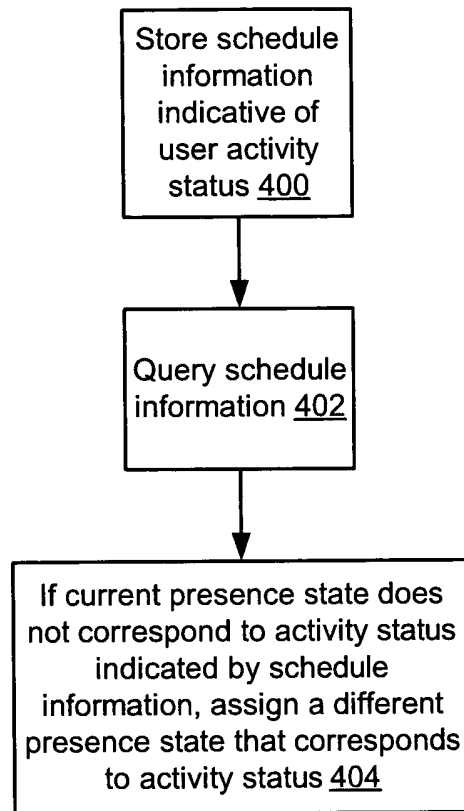 Store schedule
information
indicative of
user activity
status 400
Query schedule
information 402
If current presence state does
not correspond to activity status
indicated by schedule
information, assign a different
presence state that corresponds
to activity status 404